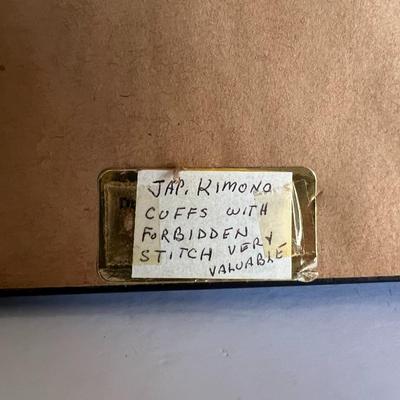 JAP. KIMONO
CUFFS WITH
FORBIDDEN
STITCH VERY
VALUABLE